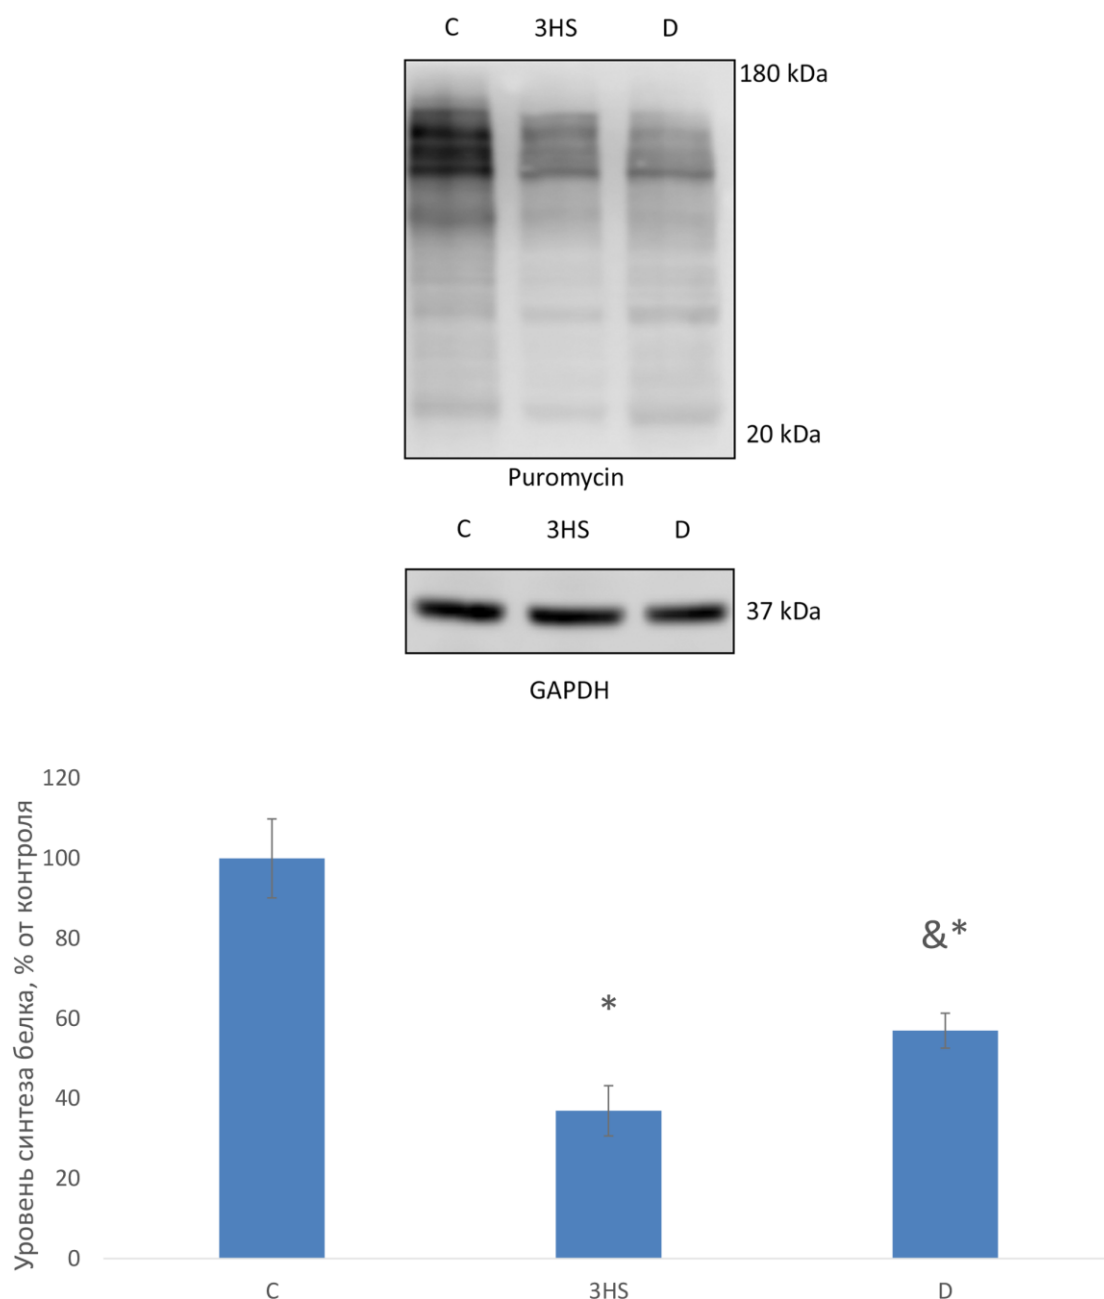 C 3HS D
180 kDa
20 kDa
Puromycin
C 3HS D
37 kDa
GAPDH
Уровень синтеза белка, % от контроля
120
100
80
60
40
20
0
*
&*
C 3HS D